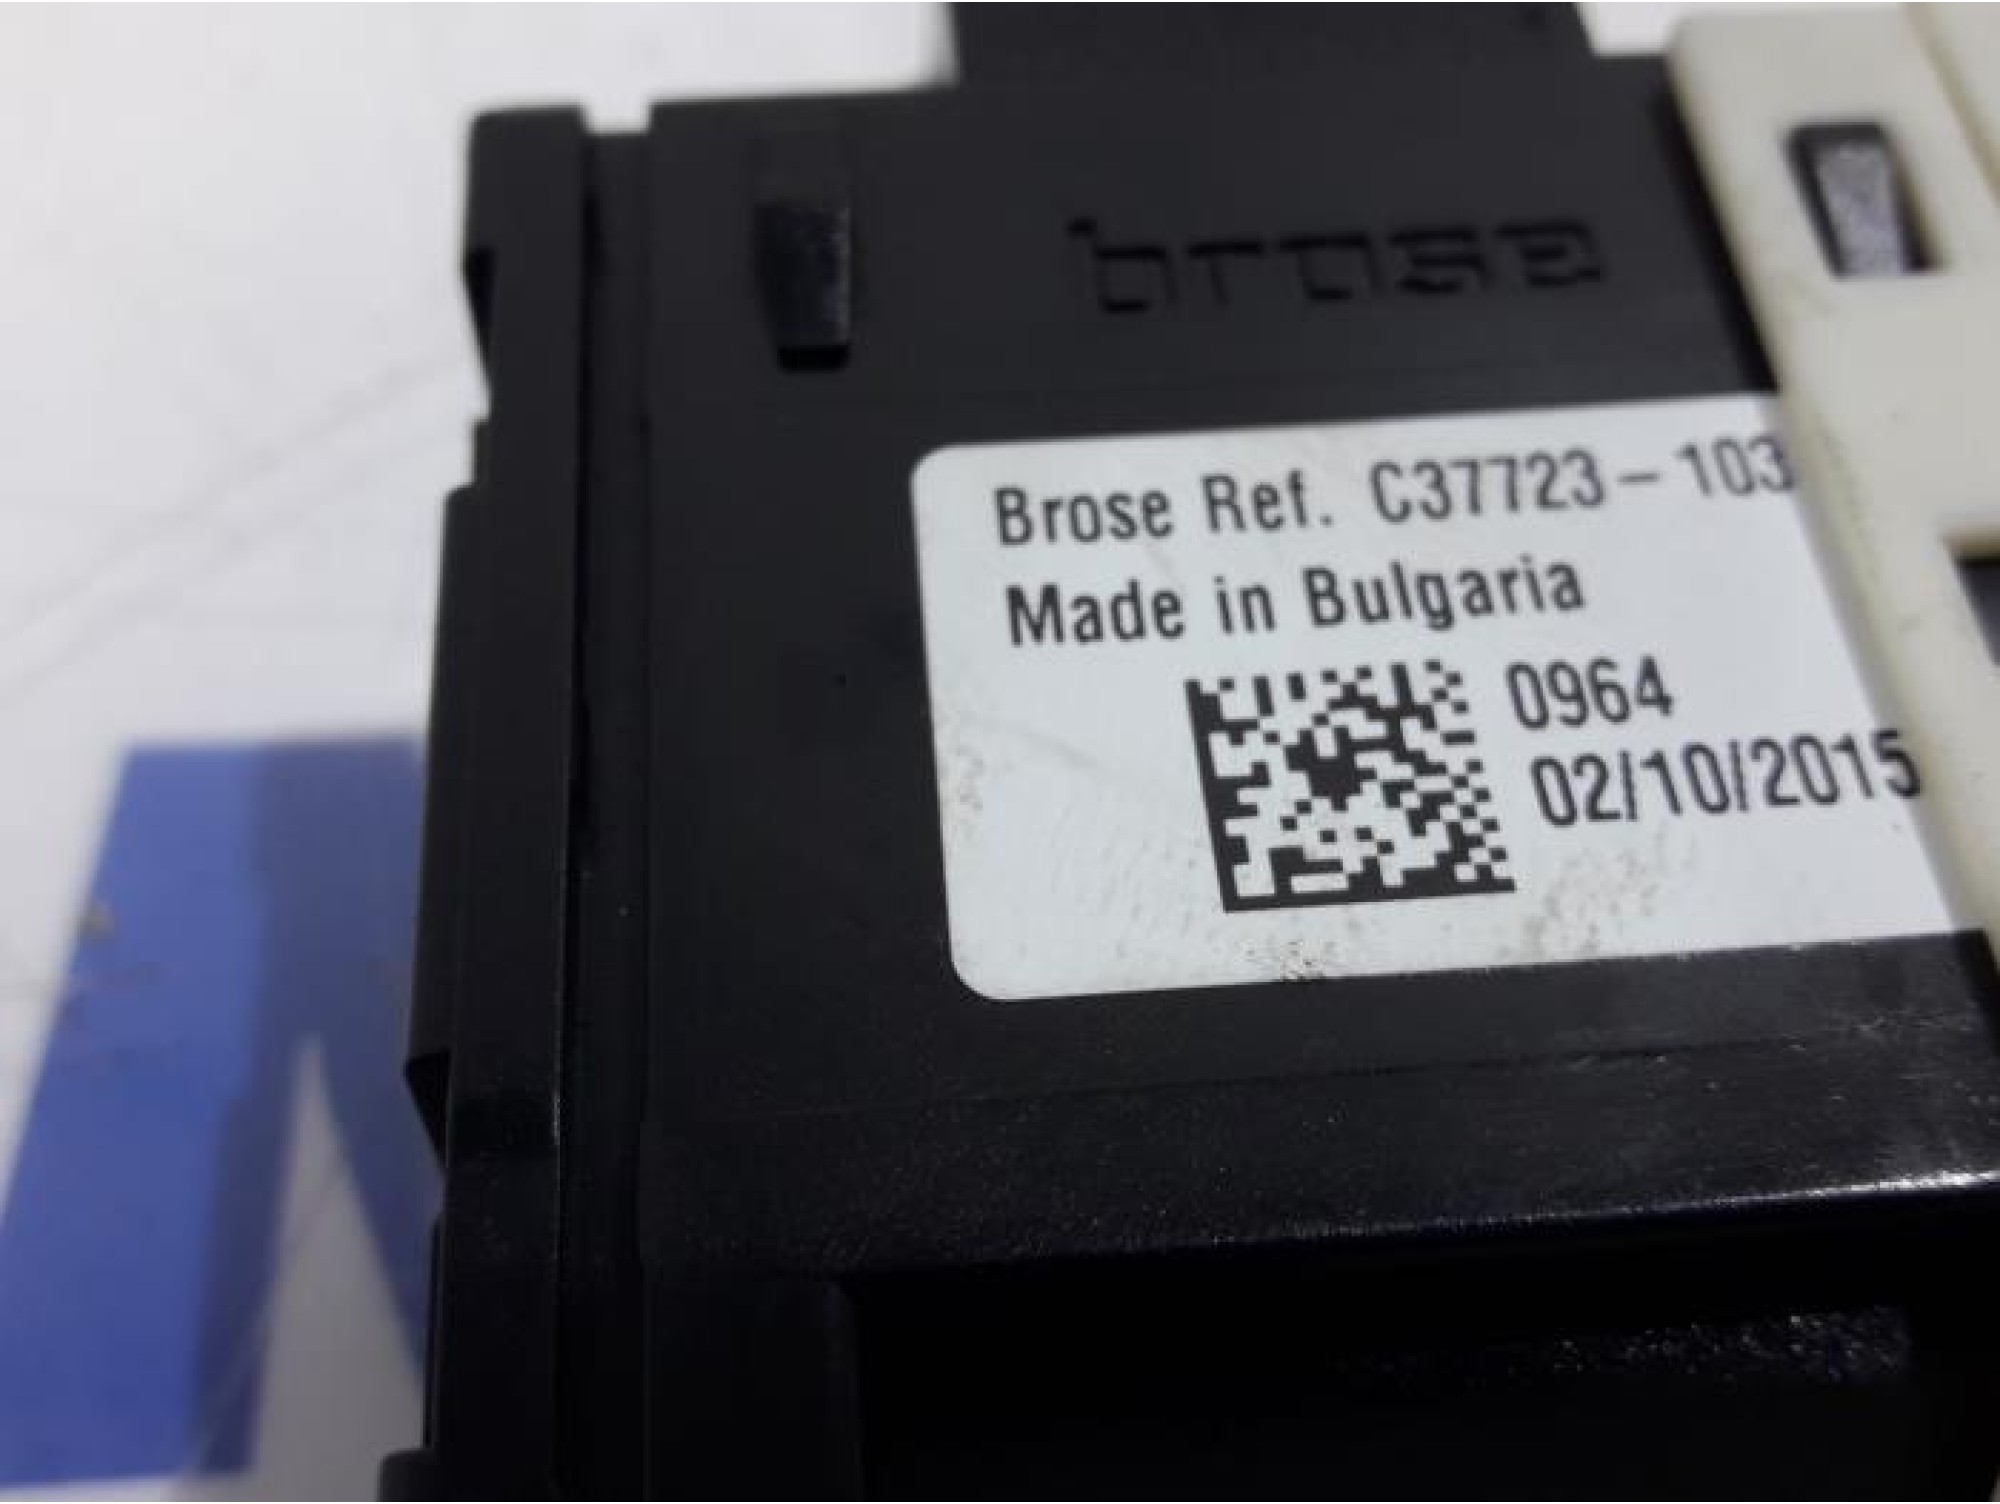 brose
Brose Ref. C37723-103
Made in Bulgaria
0964
02/10/2015